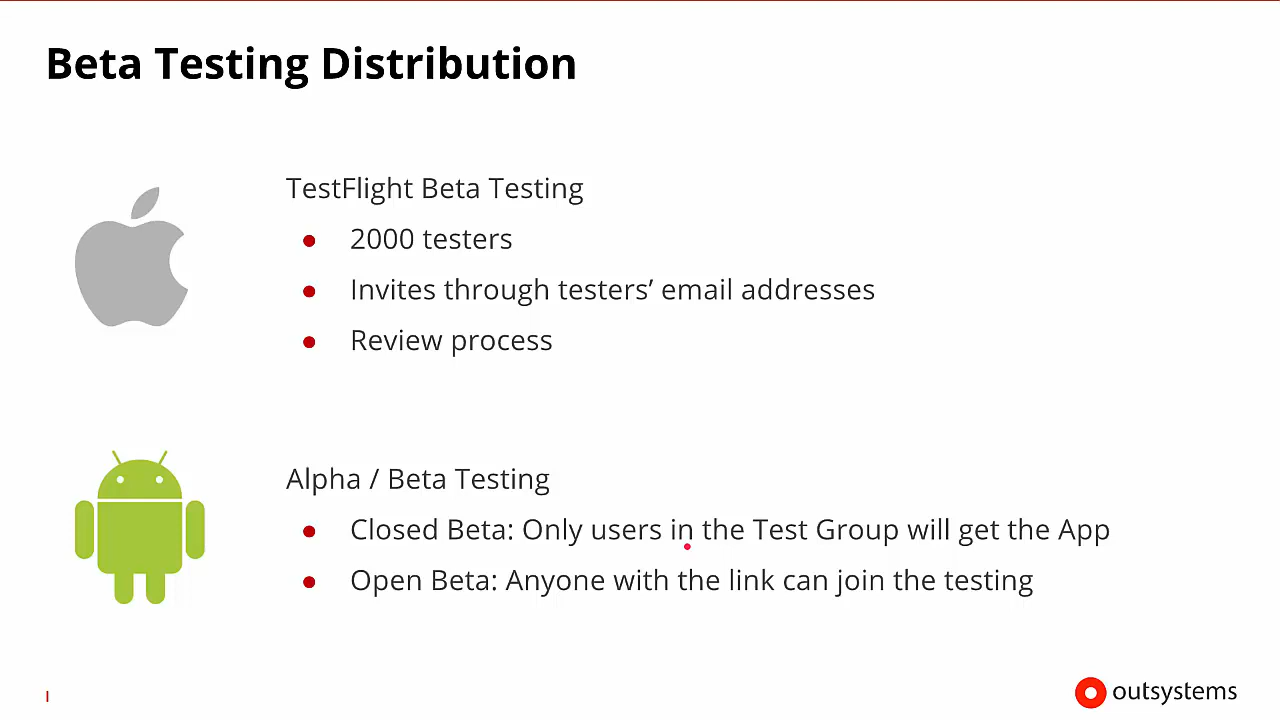 Beta Testing Distribution
TestFlight Beta Testing
● 2000 testers
● Invites through testers’ email addresses
● Review process
Alpha / Beta Testing
● Closed Beta: Only users in the Test Group will get the App
● Open Beta: Anyone with the link can join the testing
outsystems